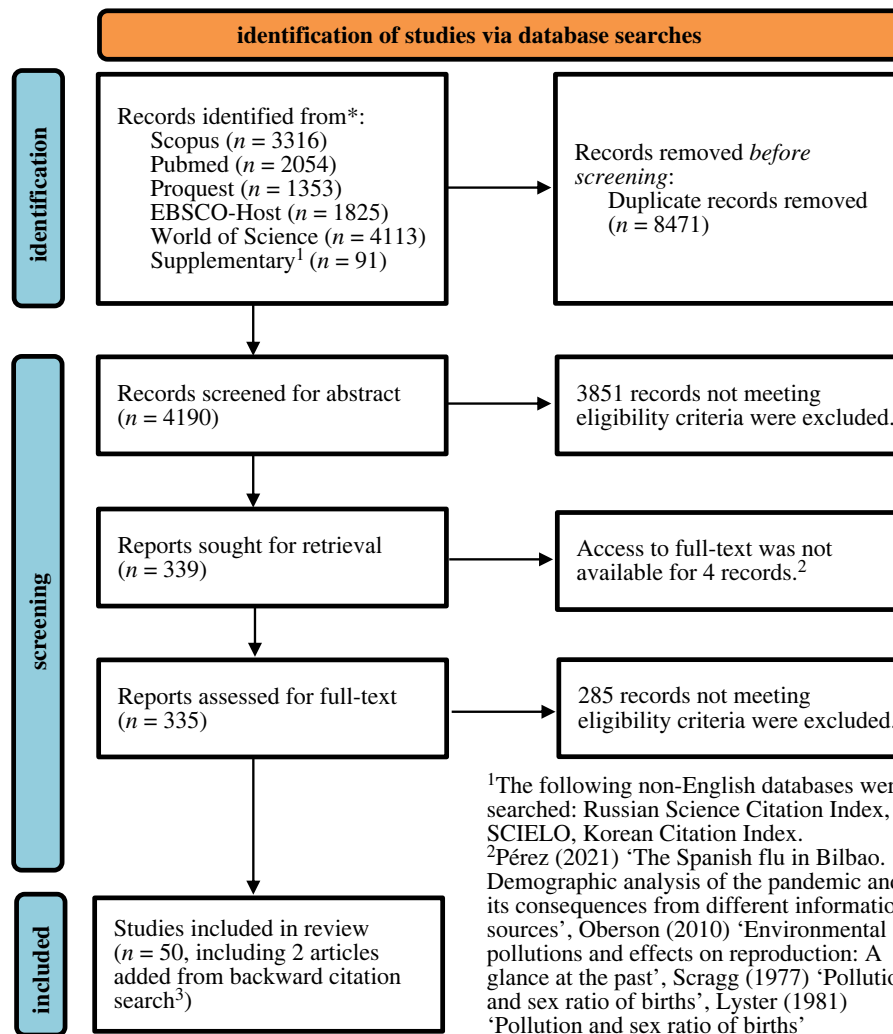 identification of studies via database searches
identification
Records identified from*:
Scopus (n = 3316)
Pubmed (n = 2054)
Proquest (n = 1353)
EBSCO-Host (n = 1825)
World of Science (n = 4113)
Supplementary1 (n = 91)
Records removed before
screening:
Duplicate records removed
(n = 8471)
screening
Records screened for abstract
(n = 4190)
3851 records not meeting
eligibility criteria were excluded.
Reports sought for retrieval
(n = 339)
Access to full-text was not
available for 4 records.2
Reports assessed for full-text
(n = 335)
285 records not meeting
eligibility criteria were excluded.
included
Studies included in review
(n = 50, including 2 articles
added from backward citation
search3)
1The following non-English databases wer
searched: Russian Science Citation Index,
SCIELO, Korean Citation Index.
2Pérez (2021) ‘The Spanish flu in Bilbao.
Demographic analysis of the pandemic and
its consequences from different informatio
sources’, Oberson (2010) ‘Environmental
pollutions and effects on reproduction: A
glance at the past’, Scragg (1977) ‘Pollutio
and sex ratio of births’, Lyster (1981)
‘Pollution and sex ratio of births’